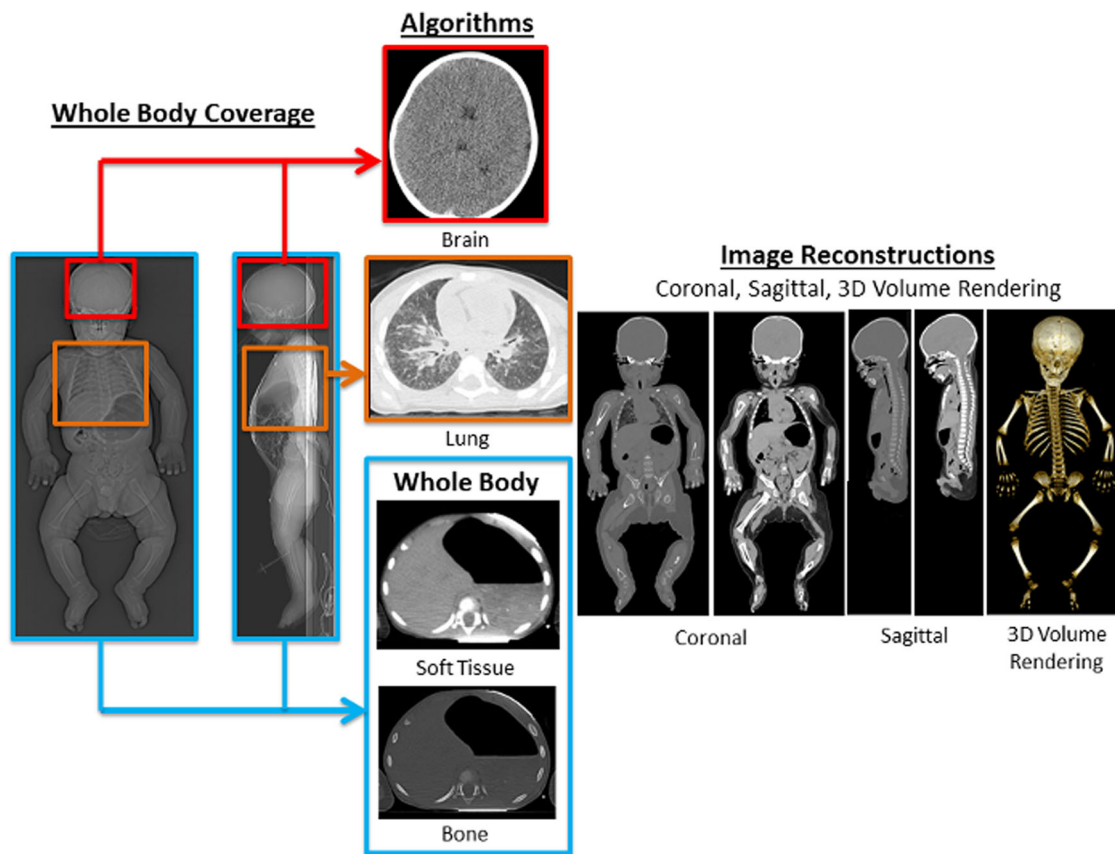 Algorithms
Whole Body Coverage
Brain
Lung
Whole Body
Soft Tissue
Bone
Image Reconstructions
Coronal, Sagittal, 3D Volume Rendering
Coronal
Sagittal
3D Volume
Rendering